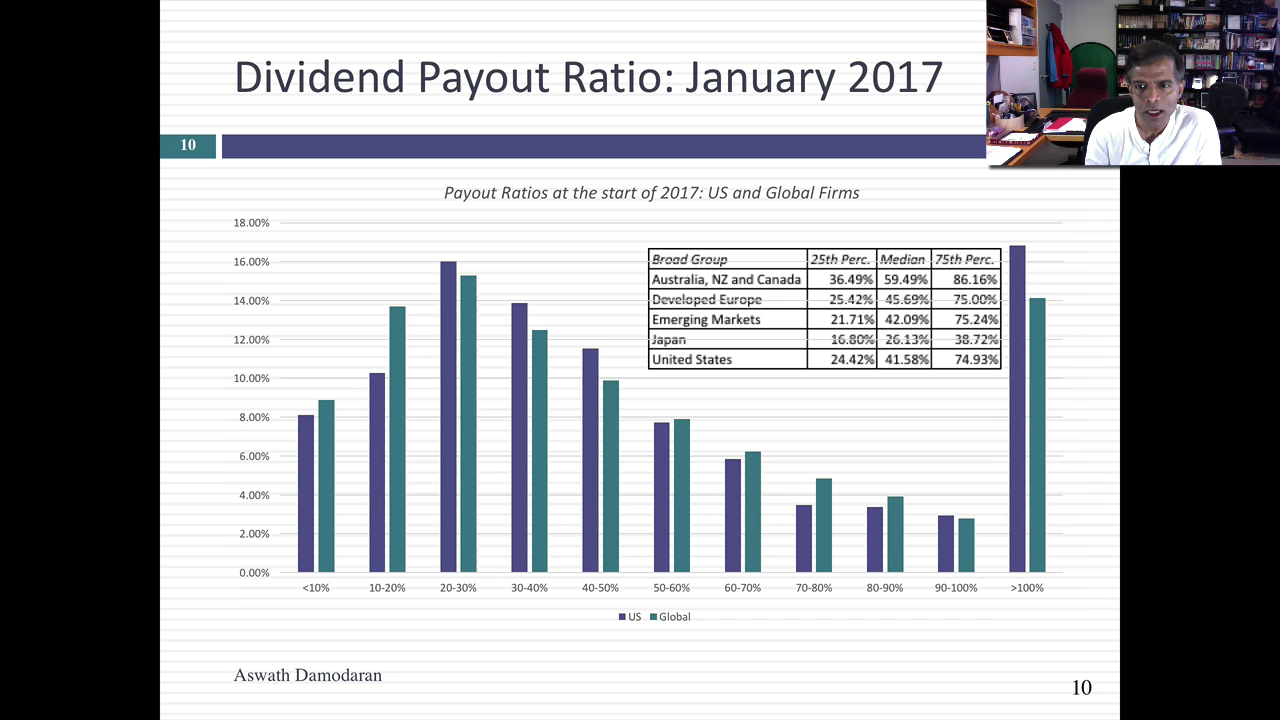 Dividend Payout Ratio: January 2017
10
Payout Ratios at the start of 2017: US and Global Firms
18.00%
16.00%
14.00%
12.00%
10.00%
8.00%
6.00%
4.00%
2.00%
0.00%
Broad Group 25th Perc. Median 75th Perc.
Australia, NZ and Canada 36.49% 59.49% 86.16%
Developed Europe 25.42% 45.69% 75.00%
Emerging Markets 21.71% 42.09% 75.24%
Japan 16.80% 26.13% 38.72%
United States 24.42% 41.58% 74.93%
<10% 10-20% 20-30% 30-40% 40-50% 50-60% 60-70% 70-80% 80-90% 90-100% >100%
US Global
Aswath Damodaran
10